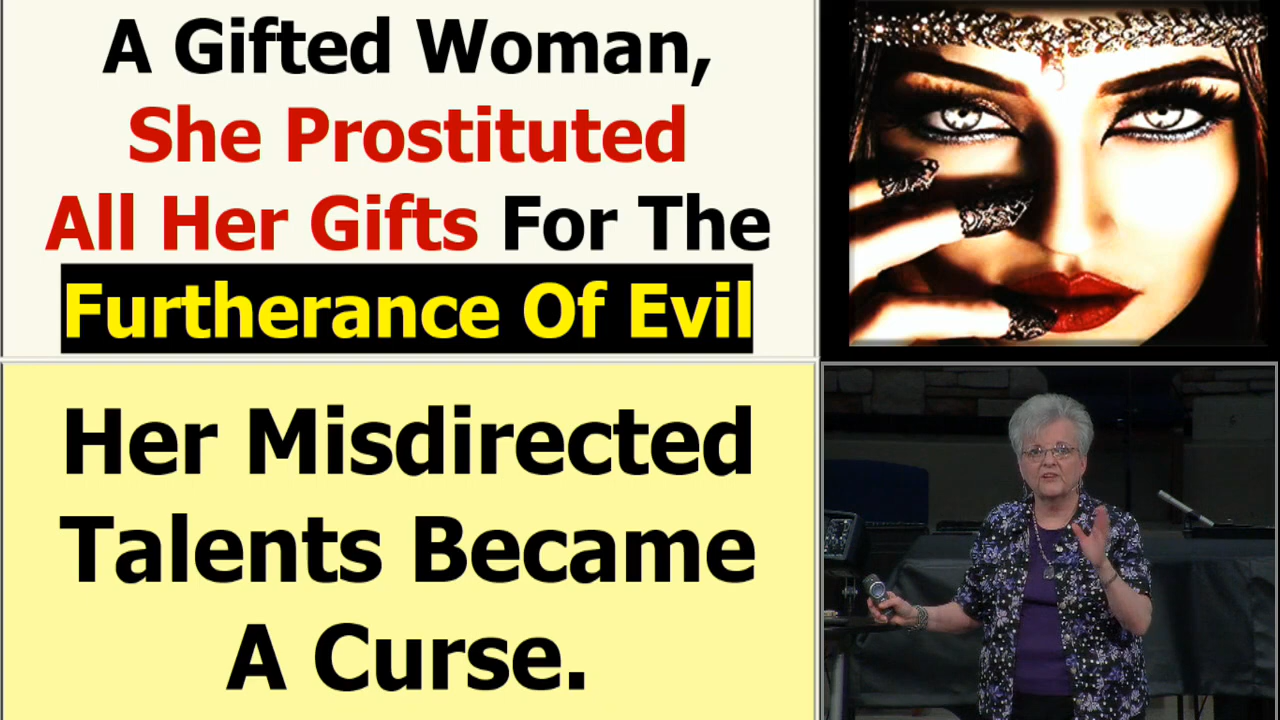 A Gifted Woman,
She Prostituted
All Her Gifts For The
Furtherance Of Evil
Her Misdirected
Talents Became
A Curse.